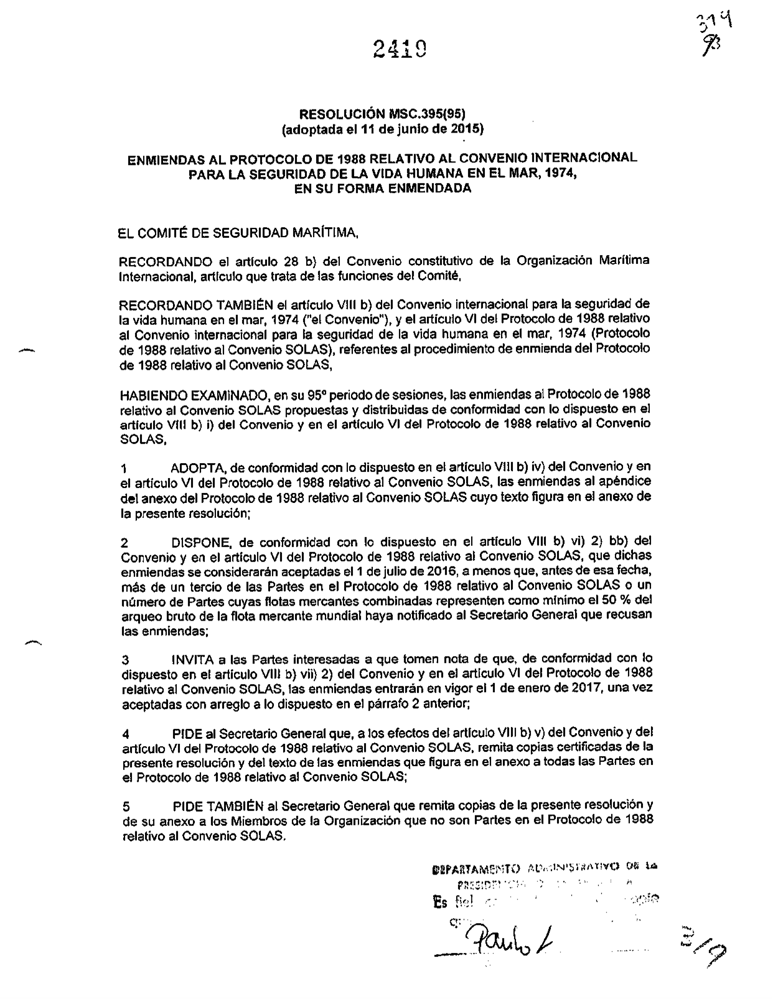 319
93
2419
RESOLUCIÓN MSC.395(95)
(adoptada el 11 de junio de 2015)
ENMIENDAS AL PROTOCOLO DE 1988 RELATIVO AL CONVENIO INTERNACIONAL
PARA LA SEGURIDAD DE LA VIDA HUMANA EN EL MAR, 1974,
EN SU FORMA ENMENDADA
EL COMITÉ DE SEGURIDAD MARÍTIMA,
RECORDANDO el artículo 28 b) del Convenio constitutivo de la Organización Marítima
Internacional, artículo que trata de las funciones del Comité,
RECORDANDO TAMBIÉN el artículo VIII b) del Convenio internacional para la seguridad de
la vida humana en el mar, 1974 ("el Convenio"), y el artículo VI del Protocolo de 1988 relativo
al Convenio internacional para la seguridad de la vida humana en el mar, 1974 (Protocolo
de 1988 relativo al Convenio SOLAS), referentes al procedimiento de enmienda del Protocolo
de 1988 relativo al Convenio SOLAS,
HABIENDO EXAMINADO, en su 95º periodo de sesiones, las enmiendas al Protocolo de 1988
relativo al Convenio SOLAS propuestas y distribuidas de conformidad con lo dispuesto en el
artículo VIII b) i) del Convenio y en el artículo VI del Protocolo de 1988 relativo al Convenio
SOLAS,
1 ADOPTA, de conformidad con lo dispuesto en el artículo VIII b) iv) del Convenio y en
el artículo VI del Protocolo de 1988 relativo al Convenio SOLAS, las enmiendas al apéndice
del anexo del Protocolo de 1988 relativo al Convenio SOLAS cuyo texto figura en el anexo de
la presente resolución;
2 DISPONE, de conformidad con lo dispuesto en el artículo VIII b) vi) 2) bb) del
Convenio y en el artículo VI del Protocolo de 1988 relativo al Convenio SOLAS, que dichas
enmiendas se considerarán aceptadas el 1 de julio de 2016, a menos que, antes de esa fecha,
más de un tercio de las Partes en el Protocolo de 1988 relativo al Convenio SOLAS o un
número de Partes cuyas flotas mercantes combinadas representen como mínimo el 50 % del
arqueo bruto de la flota mercante mundial haya notificado al Secretario General que recusan
las enmiendas;
3 INVITA a las Partes interesadas a que tomen nota de que, de conformidad con lo
dispuesto en el artículo VIII b) vii) 2) del Convenio y en el artículo VI del Protocolo de 1988
relativo al Convenio SOLAS, las enmiendas entrarán en vigor el 1 de enero de 2017, una vez
aceptadas con arreglo a lo dispuesto en el párrafo 2 anterior;
4 PIDE al Secretario General que, a los efectos del artículo VIII b) v) del Convenio y del
artículo VI del Protocolo de 1988 relativo al Convenio SOLAS, remita copias certificadas de la
presente resolución y del texto de las enmiendas que figura en el anexo a todas las Partes en
el Protocolo de 1988 relativo al Convenio SOLAS;
5 PIDE TAMBIÉN al Secretario General que remita copias de la presente resolución y
de su anexo a los Miembros de la Organización que no son Partes en el Protocolo de 1988
relativo al Convenio SOLAS.
DEPARTAMENTO ADMINISTRATIVO DE LA
PRESIDENCIA
Es fiel copia
3/9